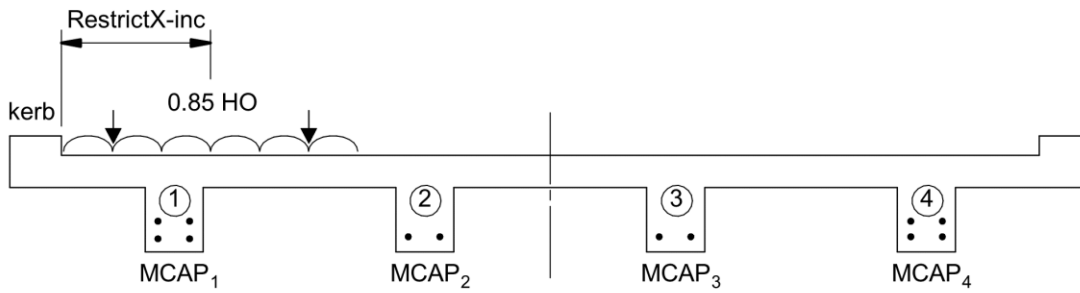 RestrictX-inc
kerb
0.85 HO
1 2 3 4
MCAP₁ MCAP₂ MCAP₃ MCAP₄